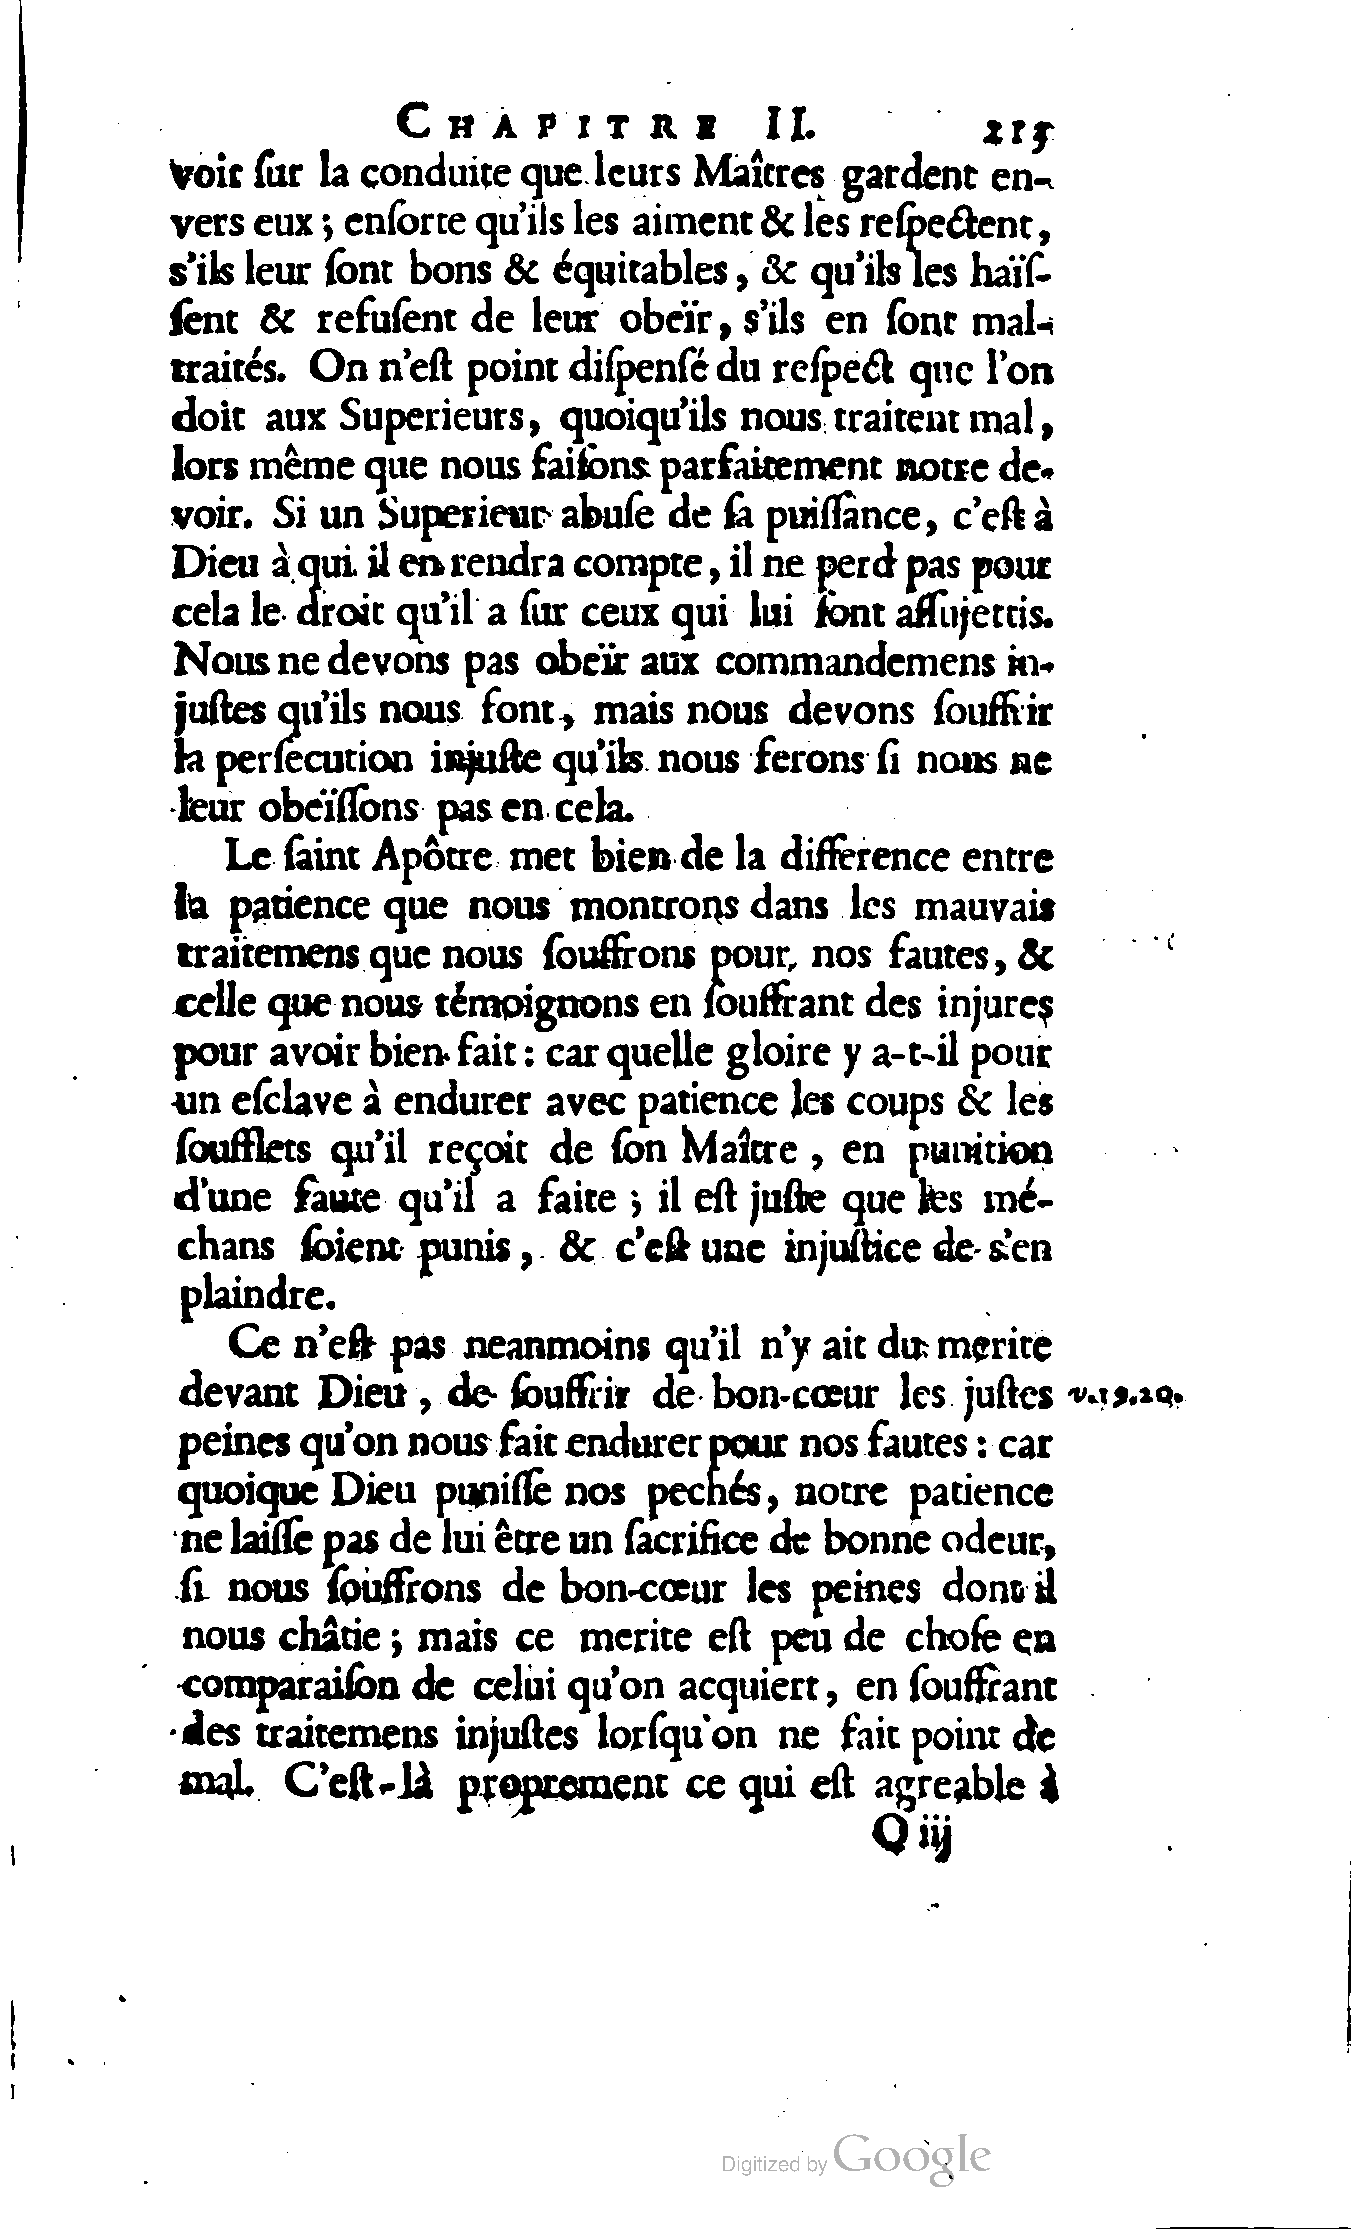 CHAPITRE II. 215
voir ſur la conduite que leurs Maîtres gardent en-
vers eux ; enſorte qu'ils les aiment & les reſpectent,
s'ils leur ſont bons & équitables, & qu'ils les haïſ-
ſent & refuſent de leur obeïr, s'ils en ſont mal-
traités. On n'eſt point diſpenſé du reſpect que l'on
doit aux Superieurs, quoiqu'ils nous traitent mal,
lors même que nous faiſons parfaitement notre de-
voir. Si un Superieur abuſe de ſa puiſſance, c'eſt à
Dieu à qui il en rendra compte, il ne perd pas pour
cela le droit qu'il a ſur ceux qui lui ſont aſſujettis.
Nous ne devons pas obeïr aux commandemens in-
juſtes qu'ils nous font, mais nous devons ſouffrir
la perſecution injuſte qu'ils nous ferons ſi nous ne
leur obeïſſons pas en cela.
Le ſaint Apôtre met bien de la difference entre
la patience que nous montrons dans les mauvais
traitemens que nous ſouffrons pour nos fautes, &
celle que nous témoignons en ſouffrant des injures
pour avoir bien fait : car quelle gloire y a-t-il pour
un eſclave à endurer avec patience les coups & les
ſoufflets qu'il reçoit de ſon Maître, en punition
d'une faute qu'il a faite ; il eſt juſte que les mé-
chans ſoient punis, & c'eſt une injuſtice de s'en
plaindre.
Ce n'eſt pas neanmoins qu'il n'y ait du merite
devant Dieu, de ſouffrir de bon-cœur les juſtes v.19.20.
peines qu'on nous fait endurer pour nos fautes : car
quoique Dieu puniſſe nos pechés, notre patience
ne laiſſe pas de lui être un ſacrifice de bonne odeur,
ſi nous ſouffrons de bon-cœur les peines dont il
nous châtie ; mais ce merite eſt peu de choſe en
comparaiſon de celui qu'on acquiert, en ſouffrant
des traitemens injuſtes lorſqu'on ne fait point de
mal. C'eſt-là proprement ce qui eſt agreable à
Q iij
Digitized by Google